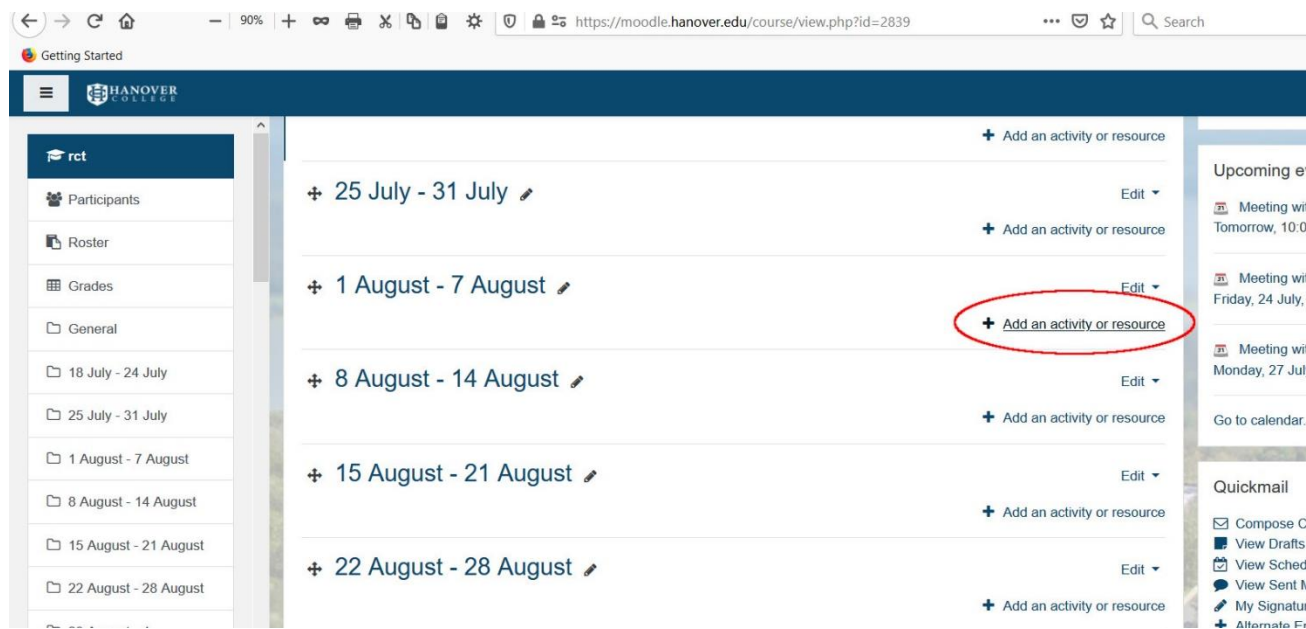 90%
https://moodle.hanover.edu/course/view.php?id=2839
Search
Getting Started
HANOVER
COLLEGE
rct
Participants
Roster
Grades
General
18 July - 24 July
25 July - 31 July
1 August - 7 August
8 August - 14 August
15 August - 21 August
22 August - 28 August
Add an activity or resource
25 July - 31 July
Edit
Add an activity or resource
1 August - 7 August
Edit
Add an activity or resource
8 August - 14 August
Edit
Add an activity or resource
15 August - 21 August
Edit
Add an activity or resource
22 August - 28 August
Edit
Add an activity or resource
Upcoming
Meeting
Tomorrow, 10:0
Meeting
Friday, 24 July,
Meeting
Monday, 27
Go to calendar.
Quickmail
Compose
View Drafts
View
View Sent
My
Alternate